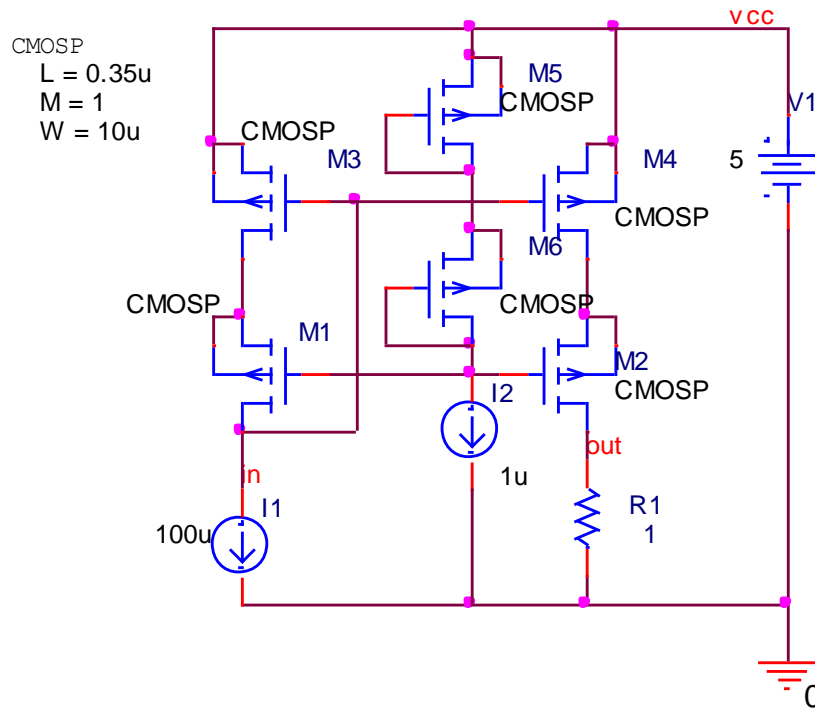 vcc
CMOSP
L = 0.35u
M = 1
W = 10u
M5
CMOSP
V1
CMOSP
M3
M4
5
CMOSP
M6
CMOSP
CMOSP
M1
M2
CMOSP
I2
out
1u
in
I1
R1
100u
1
0